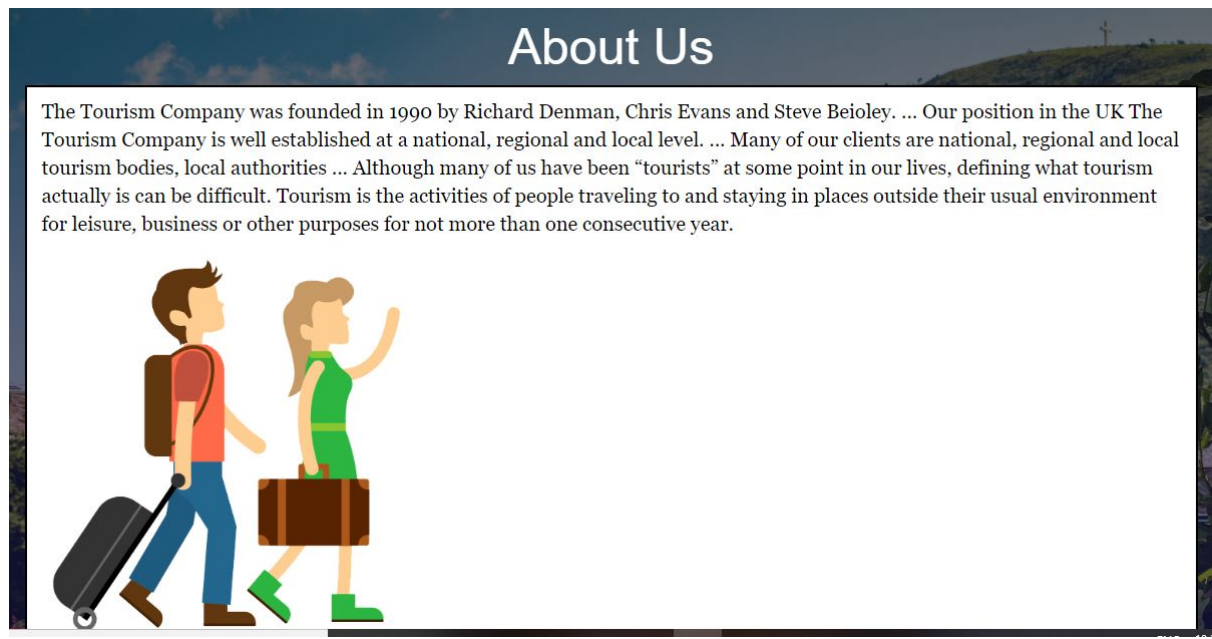 About Us
The Tourism Company was founded in 1990 by Richard Denman, Chris Evans and Steve Beioley. ... Our position in the UK The
Tourism Company is well established at a national, regional and local level. ... Many of our clients are national, regional and local
tourism bodies, local authorities ... Although many of us have been “tourists” at some point in our lives, defining what tourism
actually is can be difficult. Tourism is the activities of people traveling to and staying in places outside their usual environment
for leisure, business or other purposes for not more than one consecutive year.